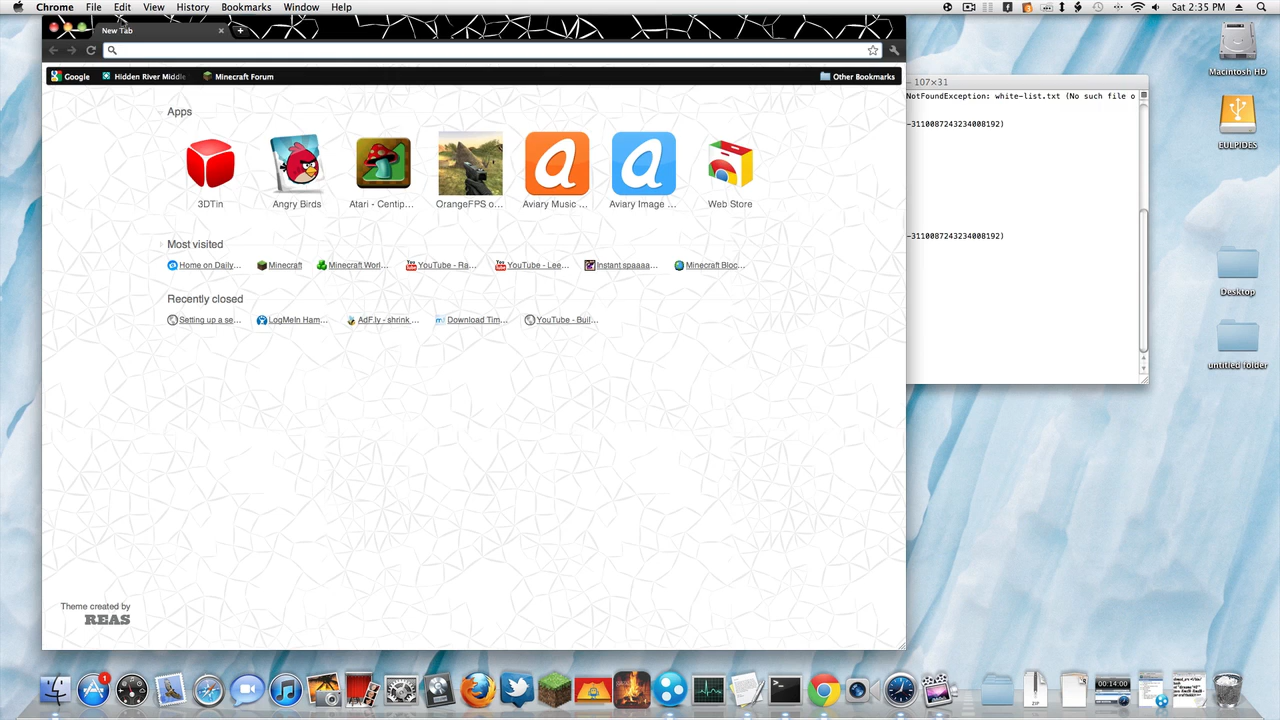 Chrome File Edit View History Bookmarks Window Help Sat 2:35 PM
New Tab
Google Hidden River Middle Minecraft Forum Other Bookmarks
Apps
3DTin Angry Birds Atari - Centip... OrangeFPS o... Aviary Music ... Aviary Image ... Web Store
Most visited
Home on Daily... Minecraft Minecraft Worl... YouTube - Ra... YouTube - Lee... Instant spaaaa... Minecraft Bloc...
Recently closed
Setting up a se... LogMeIn Ham... AdF.ly - shrink ... Download Tim... YouTube - Buil...
Theme created by
REAS
- 107×31
NotFoundException: white-list.txt (No such file o
-3110087243234008192)
-3110087243234008192)
Macintosh HD
EULPIDES
Desktop
untitled folder
1
00:14:00
ZIP